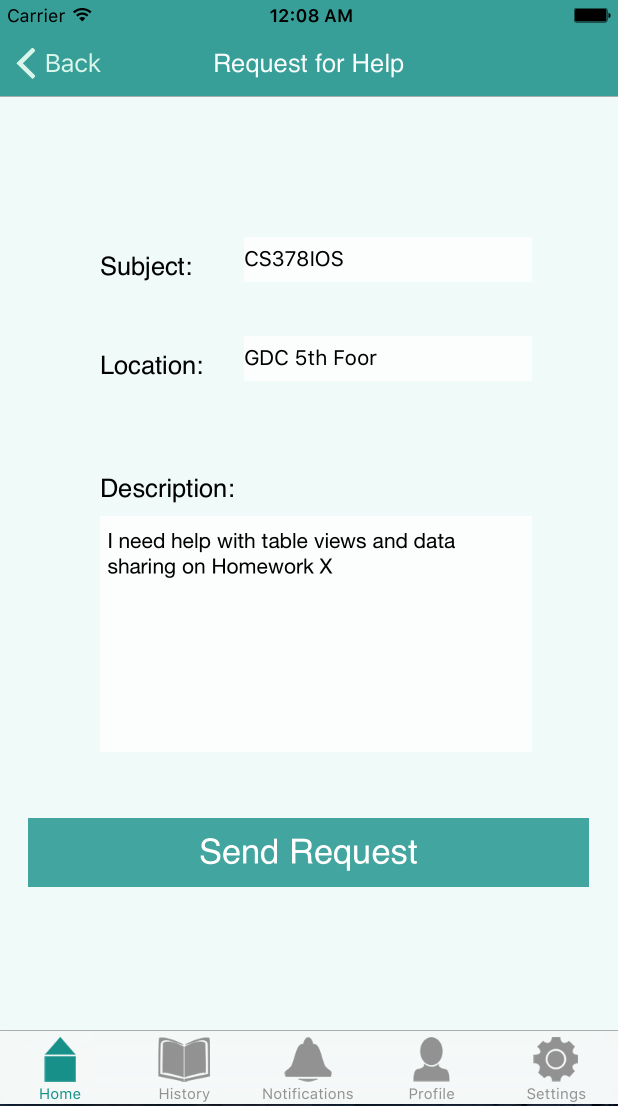 Carrier 12:08 AM
Back Request for Help
Subject: CS378IOS
Location: GDC 5th Foor
Description:
I need help with table views and data
sharing on Homework X
Send Request
Home History Notifications Profile Settings